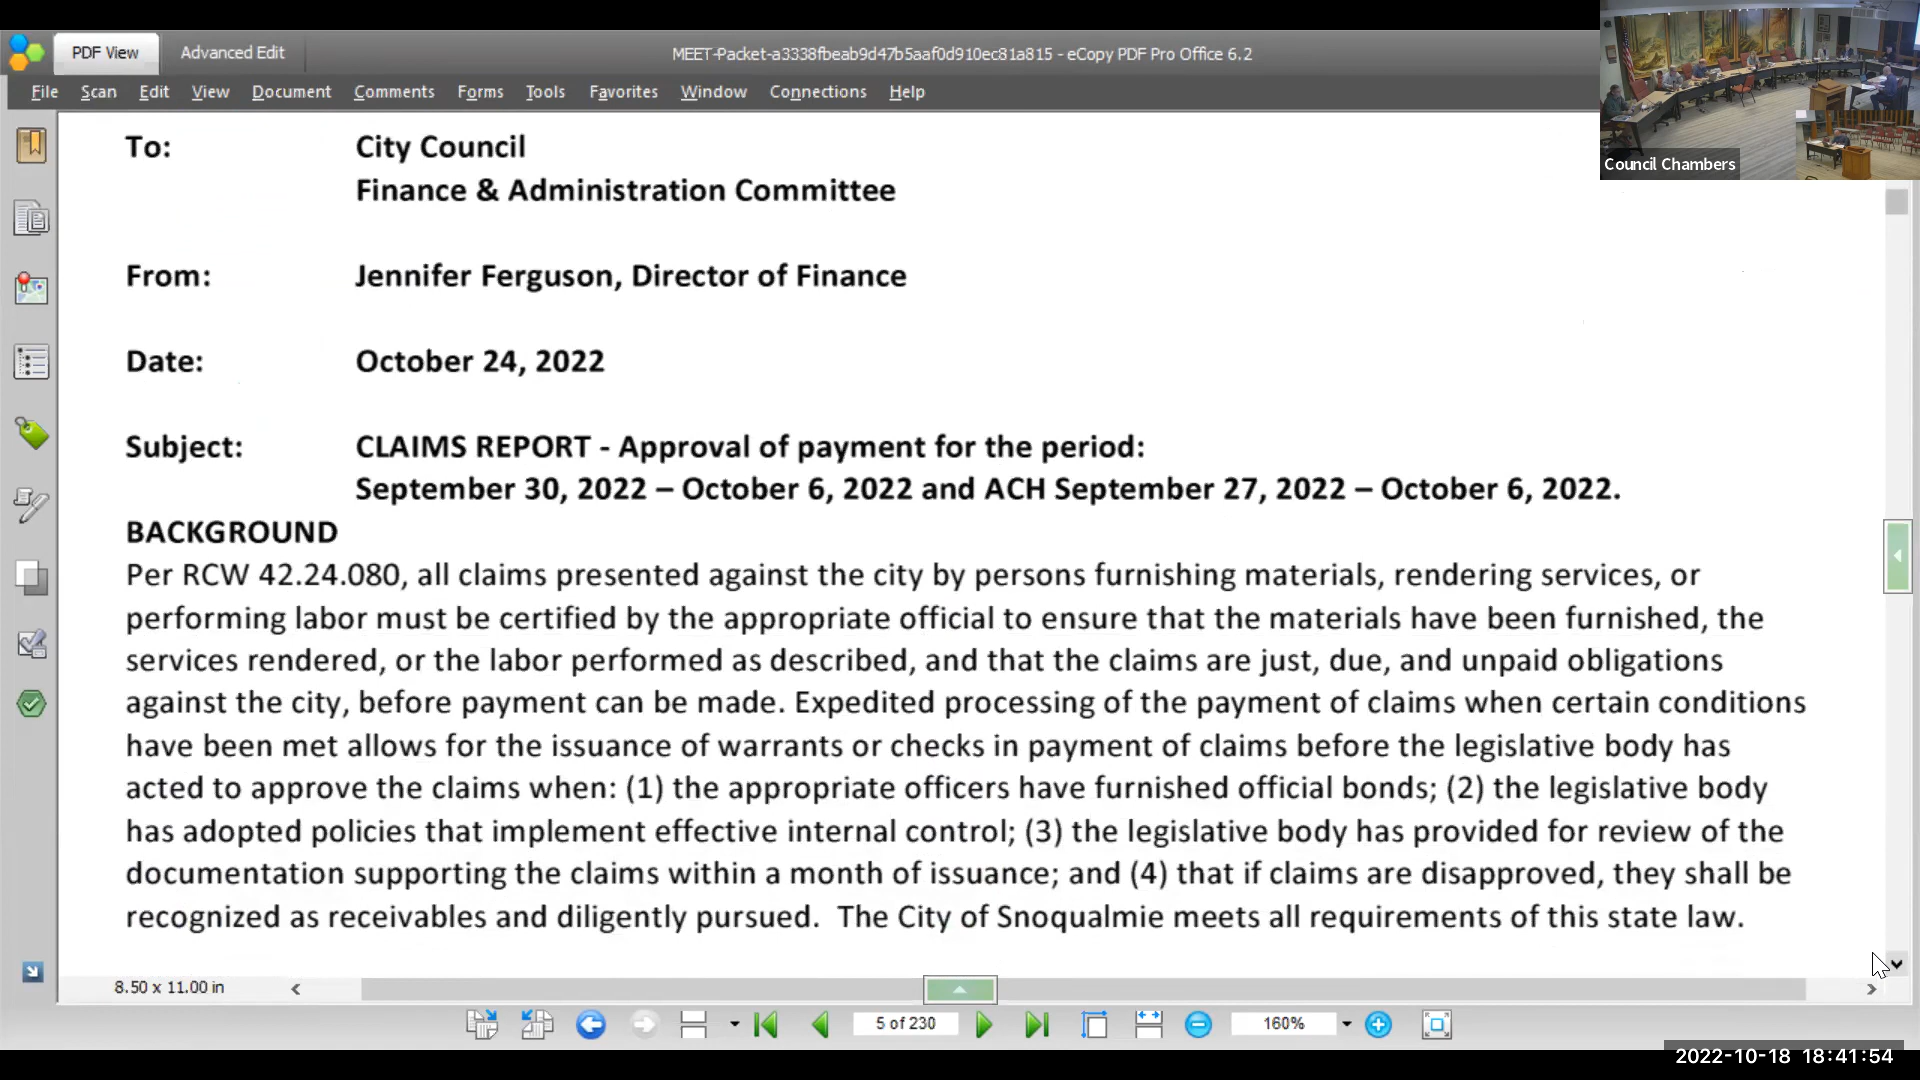 PDF View
Advanced Edit
MEET-Packet-a3338fbeab9d47b5aaf0d910ec81a815 - eCopy PDF Pro Office 6.2
File Scan Edit View Document Comments Forms Tools Favorites Window Connections Help
Council Chambers
To: City Council
Finance & Administration Committee
From: Jennifer Ferguson, Director of Finance
Date: October 24, 2022
Subject: CLAIMS REPORT - Approval of payment for the period:
September 30, 2022 – October 6, 2022 and ACH September 27, 2022 – October 6, 2022.
BACKGROUND
Per RCW 42.24.080, all claims presented against the city by persons furnishing materials, rendering services, or
performing labor must be certified by the appropriate official to ensure that the materials have been furnished, the
services rendered, or the labor performed as described, and that the claims are just, due, and unpaid obligations
against the city, before payment can be made. Expedited processing of the payment of claims when certain conditions
have been met allows for the issuance of warrants or checks in payment of claims before the legislative body has
acted to approve the claims when: (1) the appropriate officers have furnished official bonds; (2) the legislative body
has adopted policies that implement effective internal control; (3) the legislative body has provided for review of the
documentation supporting the claims within a month of issuance; and (4) that if claims are disapproved, they shall be
recognized as receivables and diligently pursued. The City of Snoqualmie meets all requirements of this state law.
8.50 x 11.00 in
5 of 230
160%
2022-10-18 18:41:54